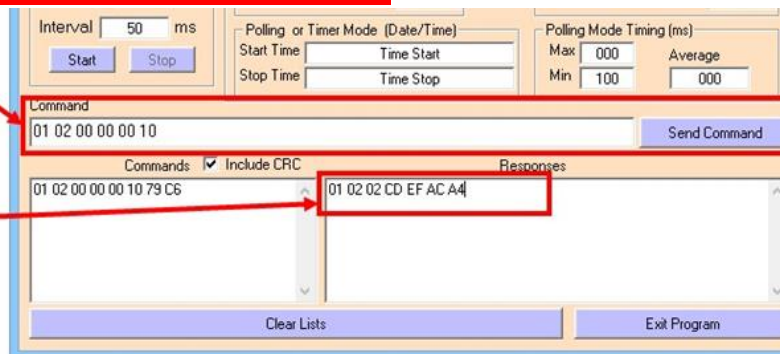 Interval 50 ms
Start Stop
Polling or Timer Mode (Date/Time)
Start Time Time Start
Stop Time Time Stop
Polling Mode Timing (ms)
Max 000 Average
Min 100 000
Command
01 02 00 00 00 10 Send Command
Commands Include CRC Responses
01 02 00 00 00 10 79 C6 01 02 02 CD EF AC A4
Clear Lists Exit Program